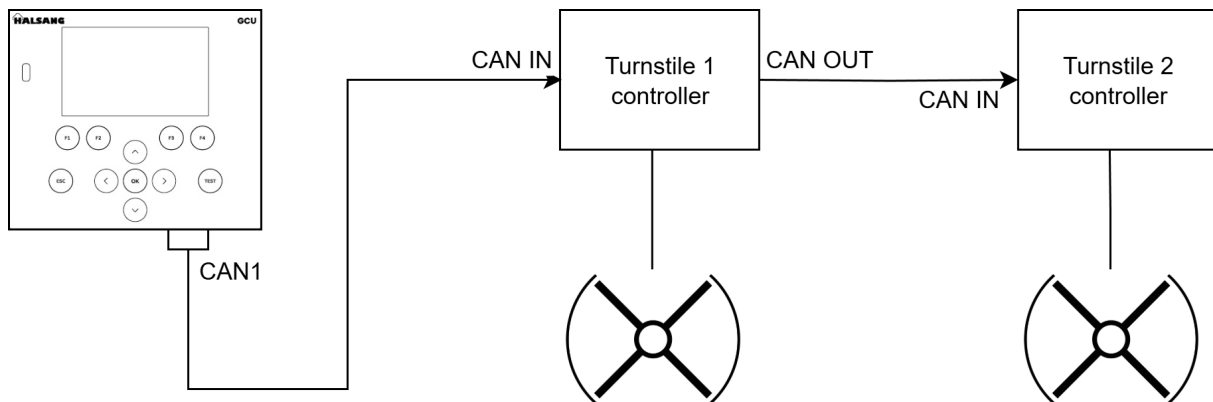 HALSANG
GCU
F1
F2
F3
F4
ESC
OK
TEST
CAN1
CAN IN
Turnstile 1
controller
CAN OUT
CAN IN
Turnstile 2
controller